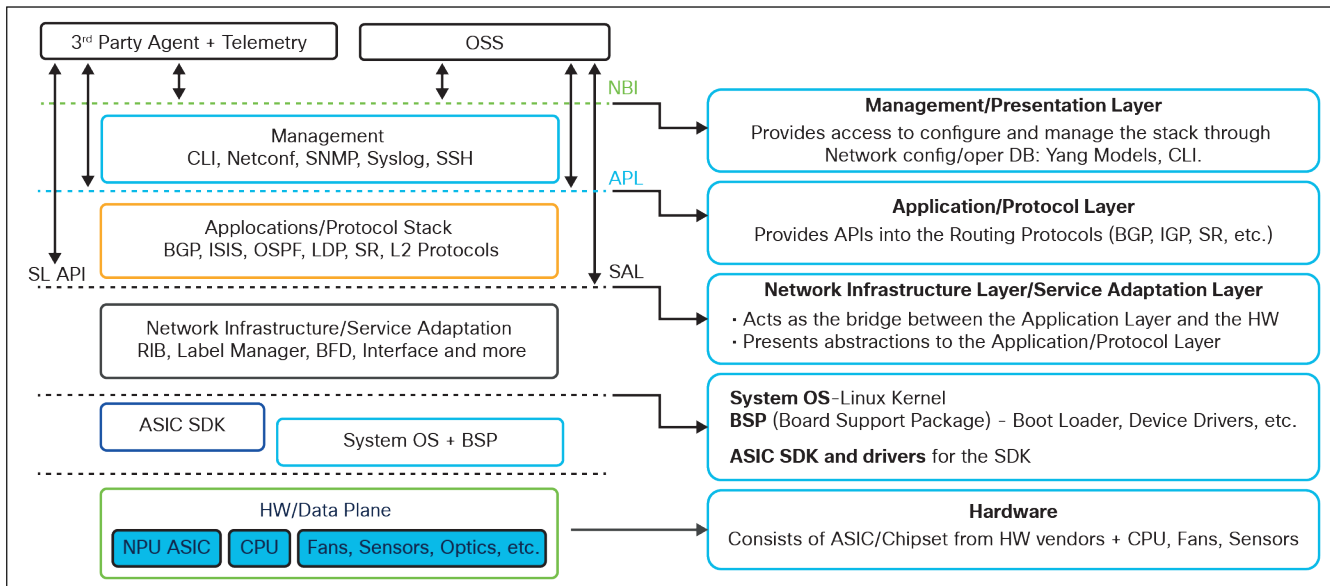 3rd Party Agent + Telemetry
OSS
NBI
Management
CLI, Netconf, SNMP, Syslog, SSH
APL
Applocations/Protocol Stack
BGP, ISIS, OSPF, LDP, SR, L2 Protocols
SL API
SAL
Network Infrastructure/Service Adaptation
RIB, Label Manager, BFD, Interface and more
ASIC SDK
System OS + BSP
HW/Data Plane
NPU ASIC
CPU
Fans, Sensors, Optics, etc.
Management/Presentation Layer
Provides access to configure and manage the stack through
Network config/oper DB: Yang Models, CLI.
Application/Protocol Layer
Provides APIs into the Routing Protocols (BGP, IGP, SR, etc.)
Network Infrastructure Layer/Service Adaptation Layer
· Acts as the bridge between the Application Layer and the HW
· Presents abstractions to the Application/Protocol Layer
System OS-Linux Kernel
BSP (Board Support Package) - Boot Loader, Device Drivers, etc.
ASIC SDK and drivers for the SDK
Hardware
Consists of ASIC/Chipset from HW vendors + CPU, Fans, Sensors